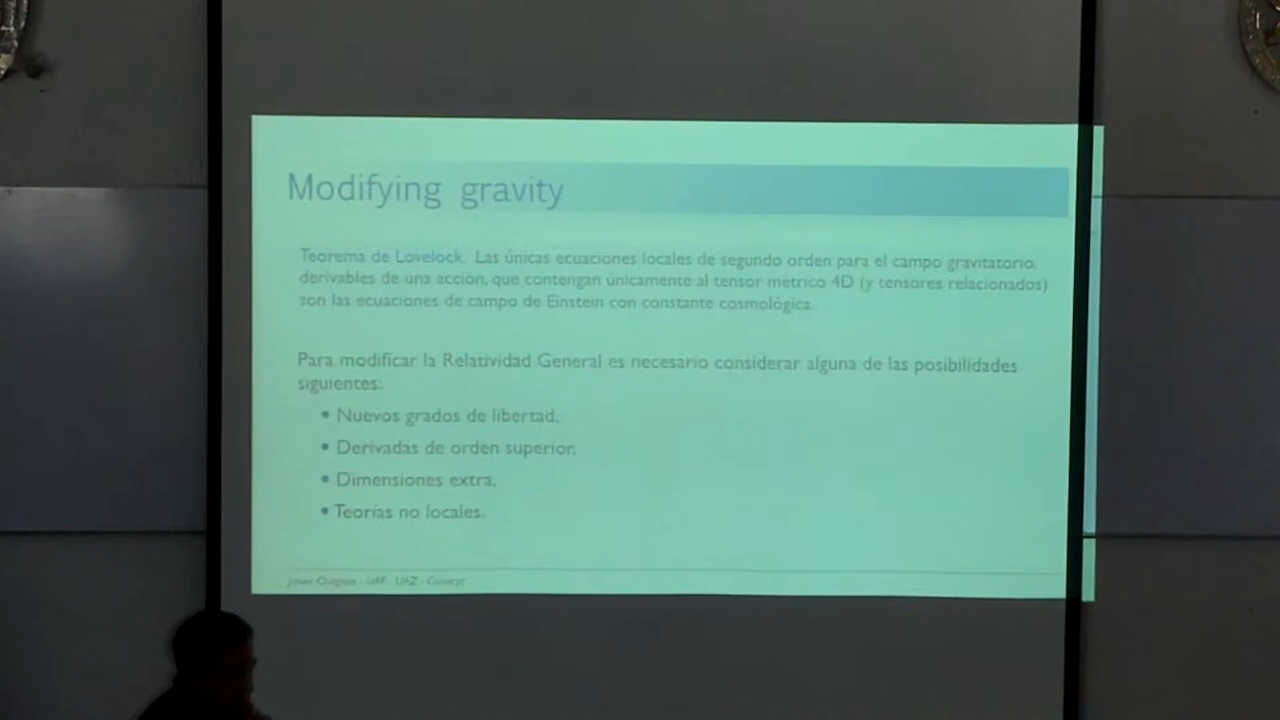 Modifying gravity
Teorema de Lovelock. Las únicas ecuaciones locales de segundo orden para el campo gravitatorio,
derivables de una acción, que contengan únicamente al tensor métrico 4D (y tensores relacionados)
son las ecuaciones de campo de Einstein con constante cosmológica.
Para modificar la Relatividad General es necesario considerar alguna de las posibilidades
siguientes:
• Nuevos grados de libertad,
• Derivadas de orden superior,
• Dimensiones extra,
• Teorías no locales.
- UAF - UAZ - Conacyt